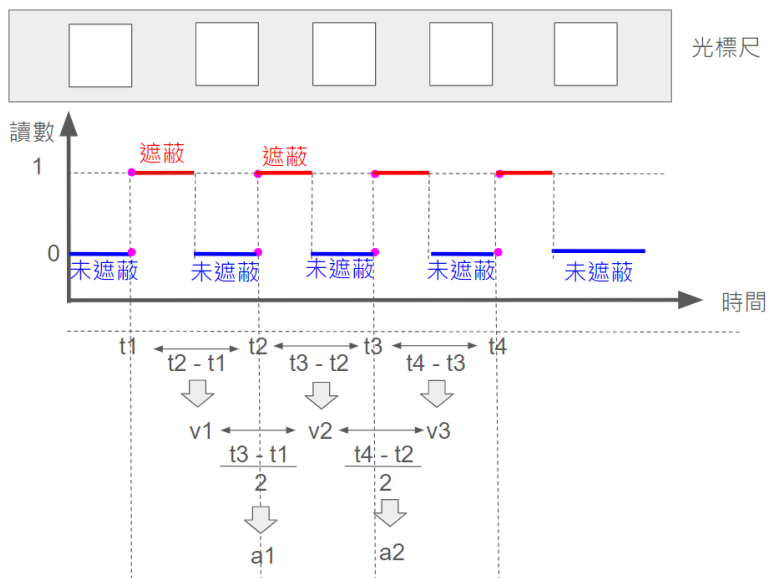 光標尺
讀數
1
遮蔽 遮蔽
0
未遮蔽 未遮蔽 未遮蔽 未遮蔽 未遮蔽
時間
t1 t2 t3 t4
t2 - t1 t3 - t2 t4 - t3
v1 v2 v3
t3 - t1 t4 - t2
2 2
a1 a2